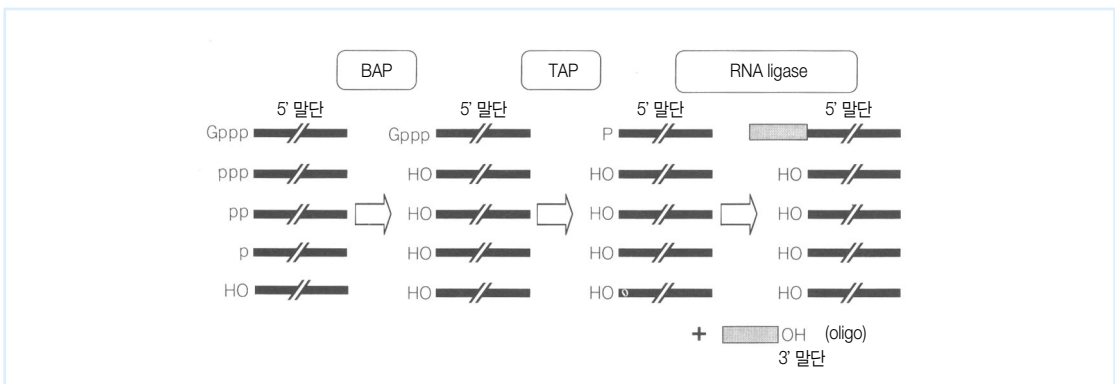 BAP TAP RNA ligase
5' 말단 5' 말단 5' 말단 5' 말단
Gppp Gppp P
ppp HO HO HO
pp HO HO HO
p HO HO HO
HO HO HO HO
+ OH (oligo)
3' 말단